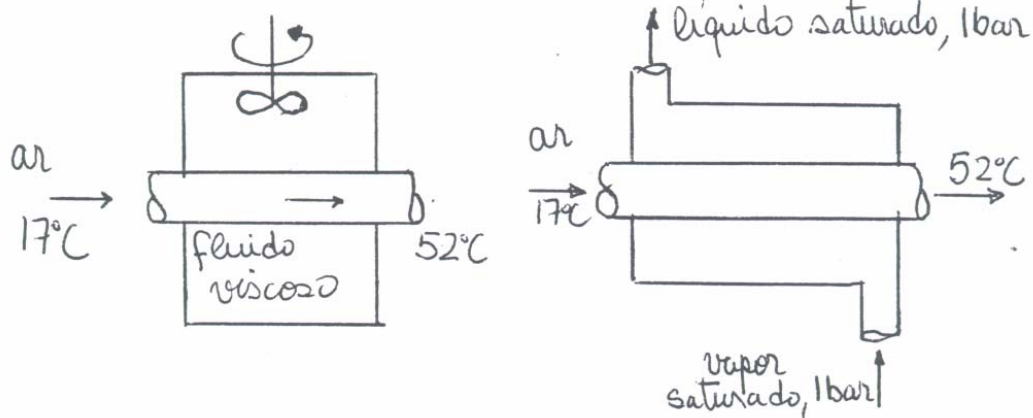 ar
17°C
fluido
viscoso
52°C
líquido saturado, 1bar
ar
17°C
52°C
vapor
saturado, 1bar